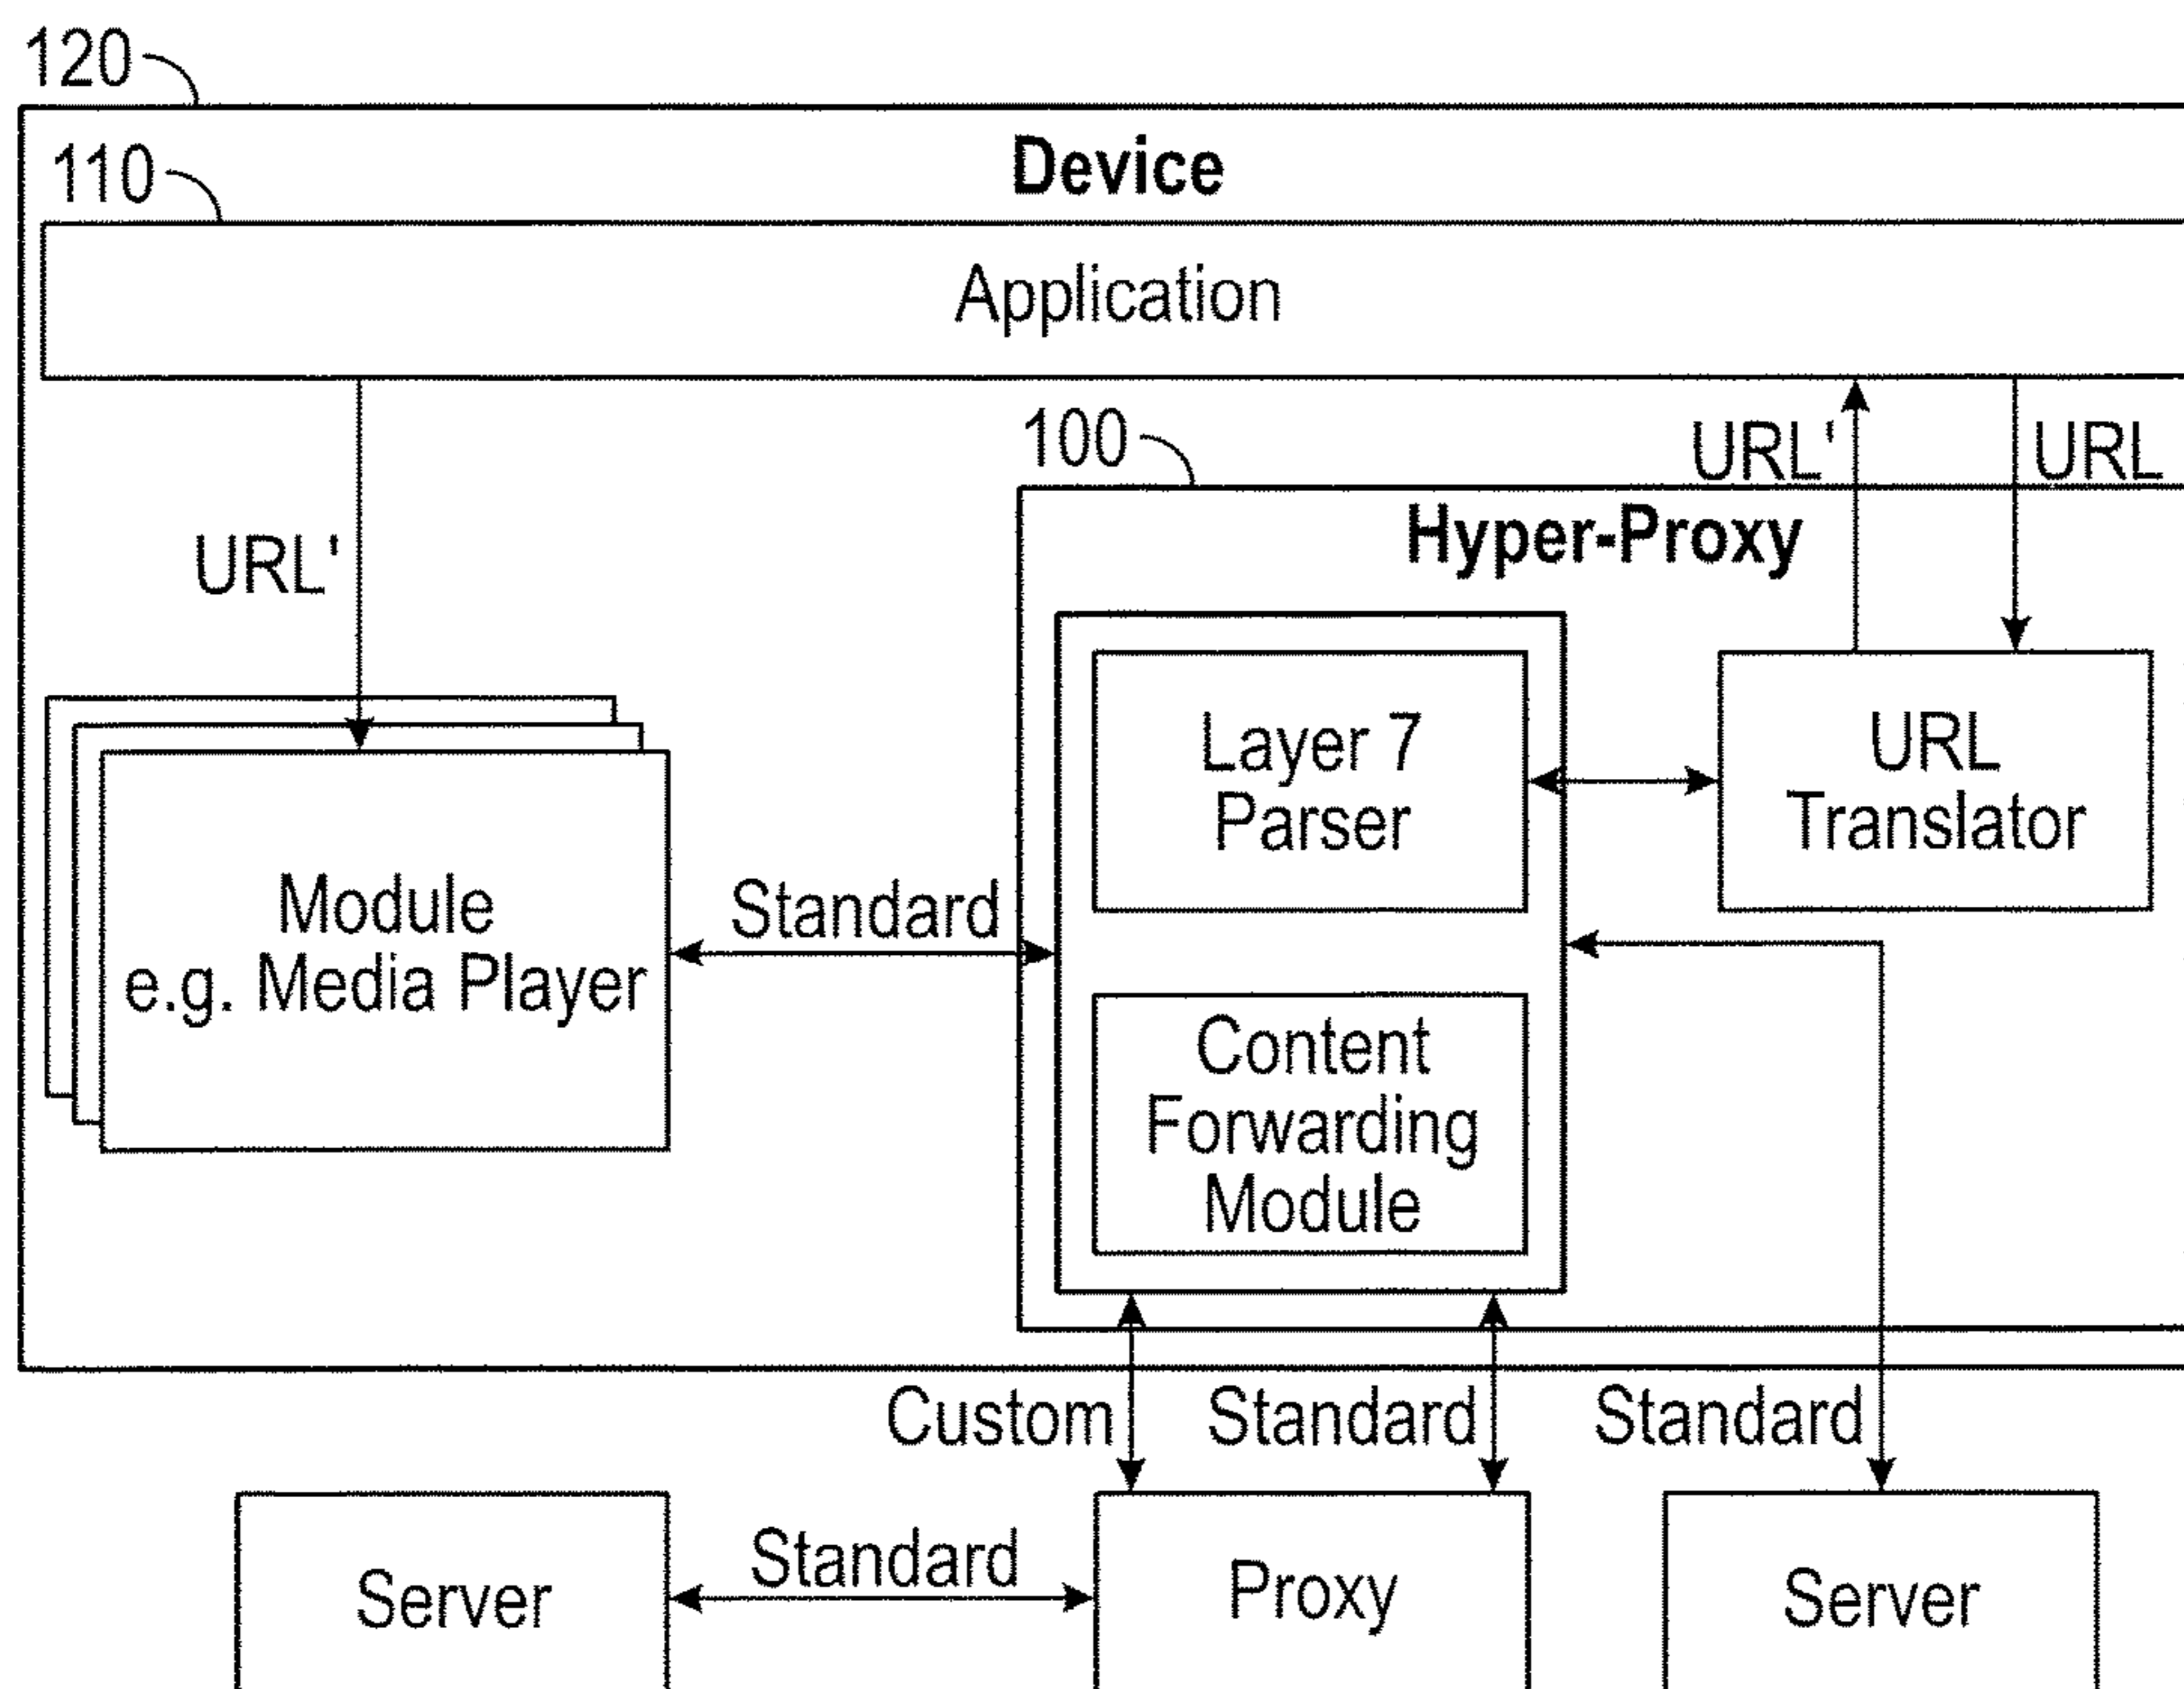 120
Device
110
Application
100
URL'
URL
Hyper-Proxy
URL'
Layer 7
Parser
URL
Translator
Module
e.g. Media Player
Standard
Content
Forwarding
Module
Custom
Standard
Standard
Server
Standard
Proxy
Server